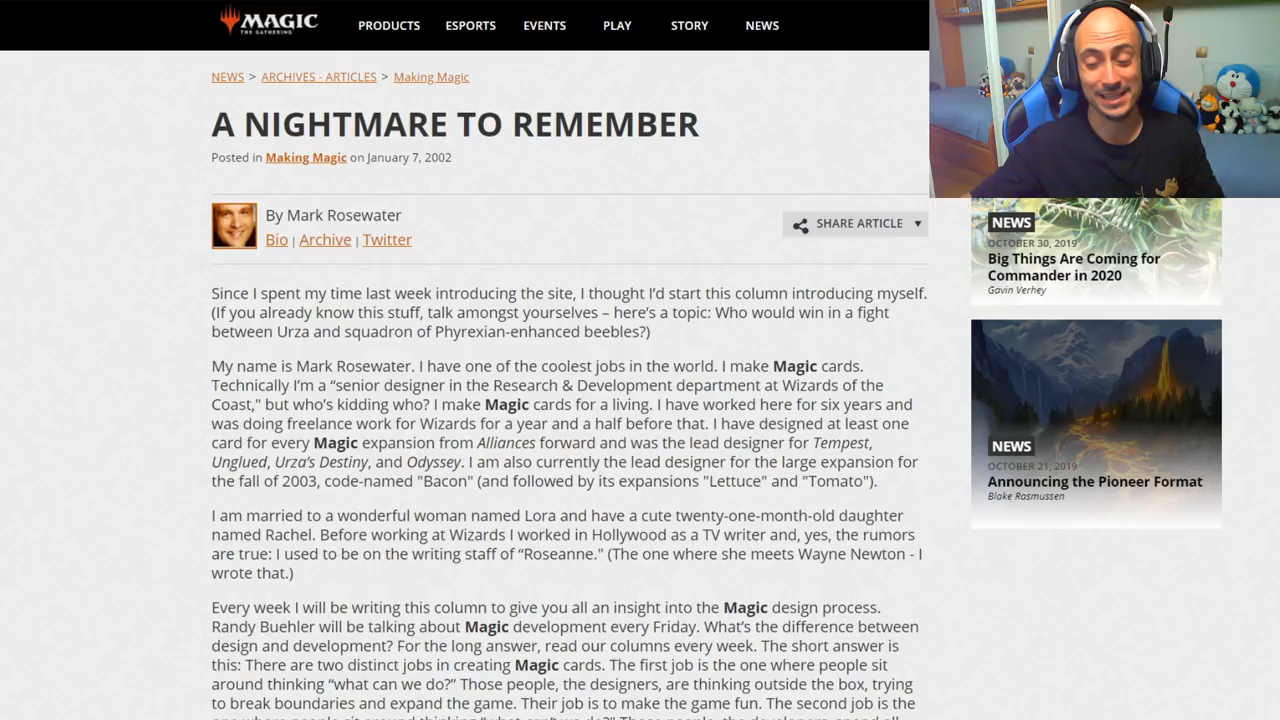 MAGIC
THE GATHERING
PRODUCTS ESPORTS EVENTS PLAY STORY NEWS
NEWS > ARCHIVES - ARTICLES > Making Magic
A NIGHTMARE TO REMEMBER
Posted in Making Magic on January 7, 2002
By Mark Rosewater
Bio | Archive | Twitter
SHARE ARTICLE
Since I spent my time last week introducing the site, I thought I’d start this column introducing myself.
(If you already know this stuff, talk amongst yourselves – here’s a topic: Who would win in a fight
between Urza and squadron of Phyrexian-enhanced beebles?)
My name is Mark Rosewater. I have one of the coolest jobs in the world. I make Magic cards.
Technically I’m a “senior designer in the Research & Development department at Wizards of the
Coast," but who’s kidding who? I make Magic cards for a living. I have worked here for six years and
was doing freelance work for Wizards for a year and a half before that. I have designed at least one
card for every Magic expansion from Alliances forward and was the lead designer for Tempest,
Unglued, Urza’s Destiny, and Odyssey. I am also currently the lead designer for the large expansion for
the fall of 2003, code-named "Bacon" (and followed by its expansions "Lettuce" and "Tomato").
I am married to a wonderful woman named Lora and have a cute twenty-one-month-old daughter
named Rachel. Before working at Wizards I worked in Hollywood as a TV writer and, yes, the rumors
are true: I used to be on the writing staff of “Roseanne." (The one where she meets Wayne Newton - I
wrote that.)
Every week I will be writing this column to give you all an insight into the Magic design process.
Randy Buehler will be talking about Magic development every Friday. What’s the difference between
design and development? For the long answer, read our columns every week. The short answer is
this: There are two distinct jobs in creating Magic cards. The first job is the one where people sit
around thinking “what can we do?” Those people, the designers, are thinking outside the box, trying
to break boundaries and expand the game. Their job is to make the game fun. The second job is the
one where people sit around thinking "what can't we do?" These people, the developers, spend all
NEWS
OCTOBER 30, 2019
Big Things Are Coming for
Commander in 2020
Gavin Verhey
NEWS
OCTOBER 21, 2019
Announcing the Pioneer Format
Blake Rasmussen